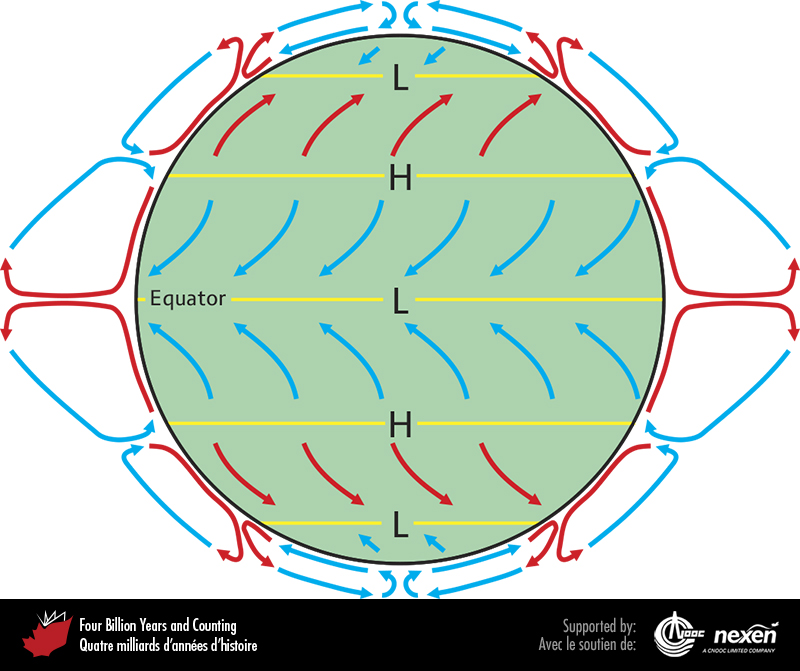 L
H
Equator
L
H
L
Four Billion Years and Counting
Quatre milliards d'années d'histoire
Supported by:
Avec le soutien de:
CNOOC
nexen
A CNOOC LIMITED COMPANY